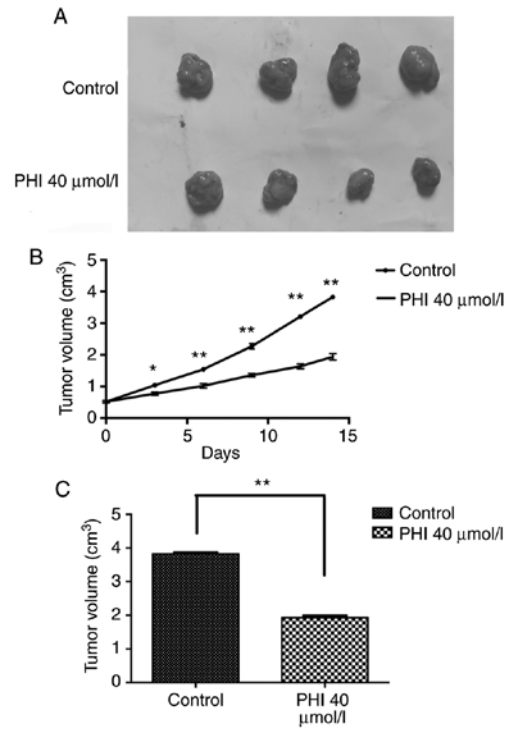 A
Control
PHI 40 μmol/l
B
Tumor volume (cm³)
5
4
3
2
1
0
*
**
**
**
**
0
5
10
15
Days
Control
PHI 40 μmol/l
C
**
Tumor volume (cm³)
5
4
3
2
1
0
Control
PHI 40
μmol/l
Control
PHI 40 μmol/l